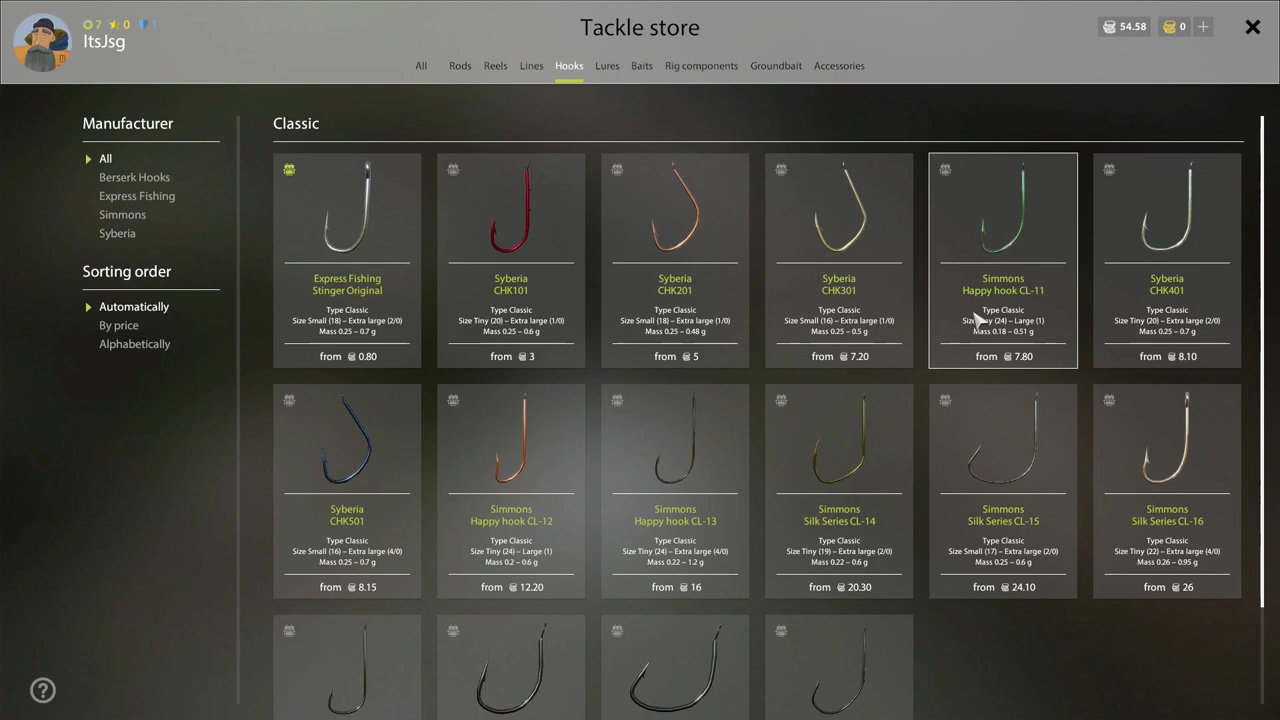 7 0 1
ItsJsg
Tackle store
54.58 0 +
All Rods Reels Lines Hooks Lures Baits Rig components Groundbait Accessories
Manufacturer
All
Berserk Hooks
Express Fishing
Simmons
Syberia
Sorting order
Automatically
By price
Alphabetically
Classic
Express Fishing
Stinger Original
Type Classic
Size Small (18) – Extra large (2/0)
Mass 0.25 – 0.7 g
from 0.80
Syberia
CHK101
Type Classic
Size Tiny (20) – Extra large (1/0)
Mass 0.25 – 0.6 g
from 3
Syberia
CHK201
Type Classic
Size Small (18) – Extra large (1/0)
Mass 0.25 – 0.48 g
from 5
Syberia
CHK301
Type Classic
Size Small (16) – Extra large (1/0)
Mass 0.25 – 0.5 g
from 7.20
Simmons
Happy hook CL-11
Type Classic
(24) – Large (1)
Mass 0.18 – 0.51 g
from 7.80
Syberia
CHK401
Type Classic
Size Tiny (20) – Extra large (2/0)
Mass 0.25 – 0.7 g
from 8.10
Syberia
CHK501
Type Classic
Size Small (16) – Extra large (4/0)
Mass 0.25 – 0.7 g
from 8.15
Simmons
Happy hook CL-12
Type Classic
Size Tiny (24) – Large (1)
Mass 0.2 – 0.6 g
from 12.20
Simmons
Happy hook CL-13
Type Classic
Size Tiny (24) – Extra large (4/0)
Mass 0.22 – 1.2 g
from 16
Simmons
Silk Series CL-14
Type Classic
Size Tiny (19) – Extra large (2/0)
Mass 0.22 – 0.6 g
from 20.30
Simmons
Silk Series CL-15
Type Classic
Size Small (17) – Extra large (2/0)
Mass 0.25 – 0.6 g
from 24.10
Simmons
Silk Series CL-16
Type Classic
Size Tiny (22) – Extra large (4/0)
Mass 0.26 – 0.95 g
from 26
?